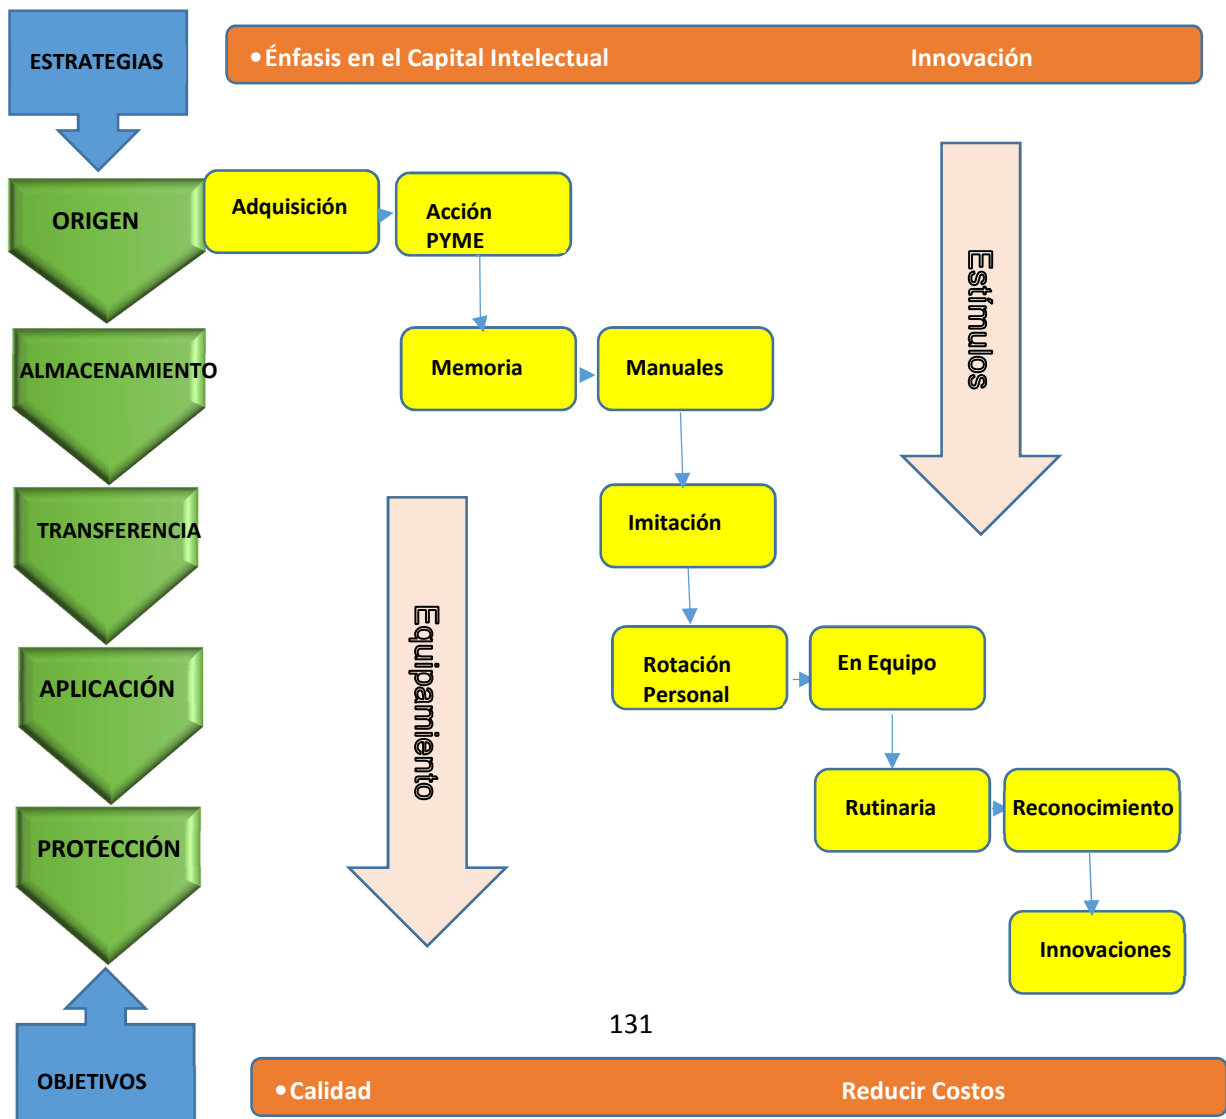 ESTRATEGIAS
• Énfasis en el Capital Intelectual Innovación
ORIGEN
Adquisición
Acción
PYME
Estímulos
ALMACENAMIENTO
Memoria
Manuales
TRANSFERENCIA
Imitación
Equipamiento
APLICACIÓN
Rotación
Personal
En Equipo
PROTECCIÓN
Rutinaria
Reconocimiento
Innovaciones
131
OBJETIVOS
• Calidad Reducir Costos